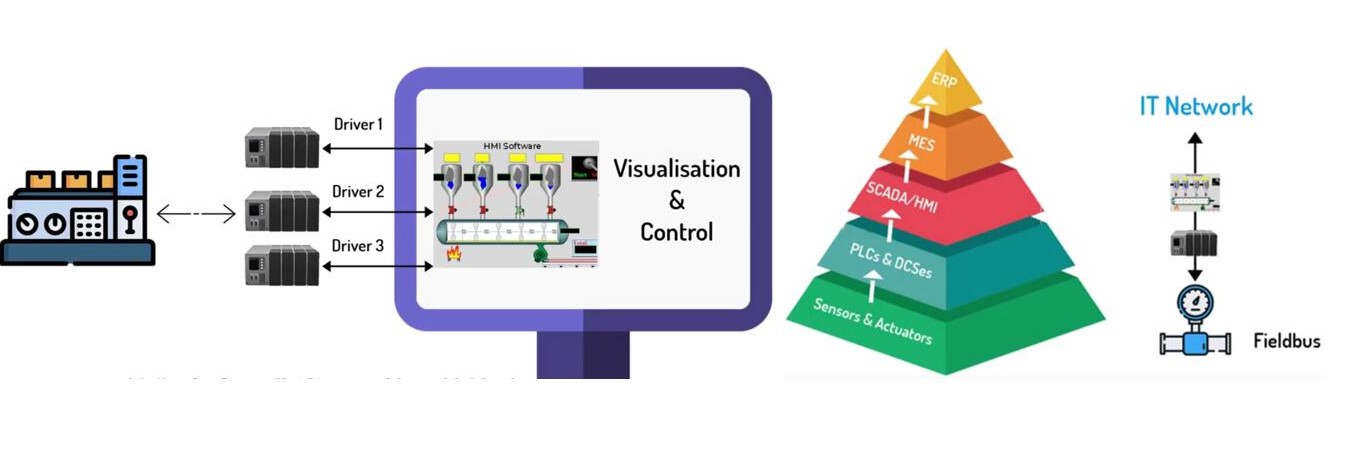 Driver 1
Driver 2
Driver 3
HMI Software
Visualisation
&
Control
ERP
MES
SCADA/HMI
PLCs & DCSes
Sensors & Actuators
IT Network
Fieldbus